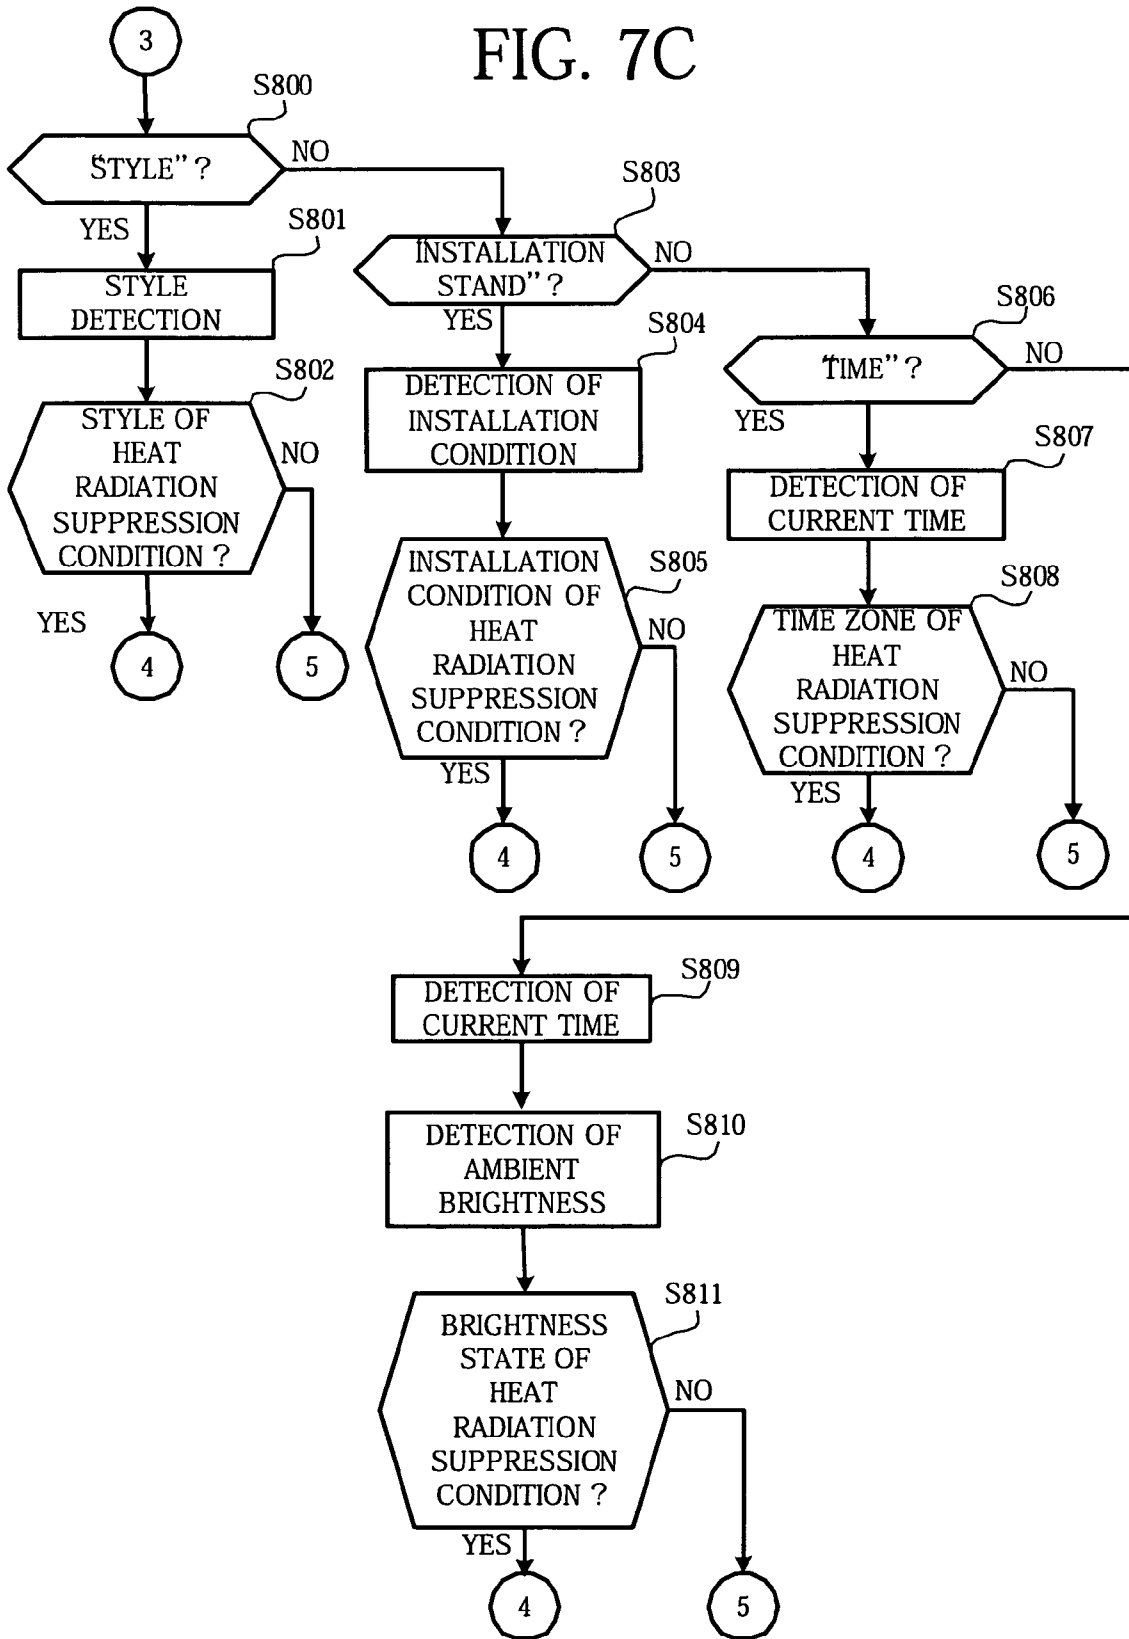 FIG. 7C
3
S800
“STYLE” ?
NO
YES
S801
STYLE
DETECTION
S802
STYLE OF
HEAT
RADIATION
SUPPRESSION
CONDITION ?
NO
YES
4
5
S803
“INSTALLATION
STAND” ?
NO
YES
S804
DETECTION OF
INSTALLATION
CONDITION
S805
INSTALLATION
CONDITION OF
HEAT
RADIATION
SUPPRESSION
CONDITION ?
NO
YES
4
5
S806
“TIME” ?
NO
YES
S807
DETECTION OF
CURRENT TIME
S808
TIME ZONE OF
HEAT
RADIATION
SUPPRESSION
CONDITION ?
NO
YES
4
5
S809
DETECTION OF
CURRENT TIME
S810
DETECTION OF
AMBIENT
BRIGHTNESS
S811
BRIGHTNESS
STATE OF
HEAT
RADIATION
SUPPRESSION
CONDITION ?
NO
YES
4
5